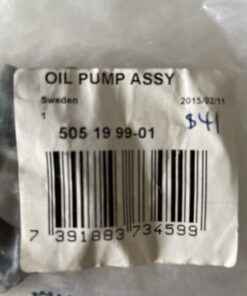 OIL PUMP ASSY
Sweden 2015/02/11
1 $41
505 19 99-01
7 391883 734599